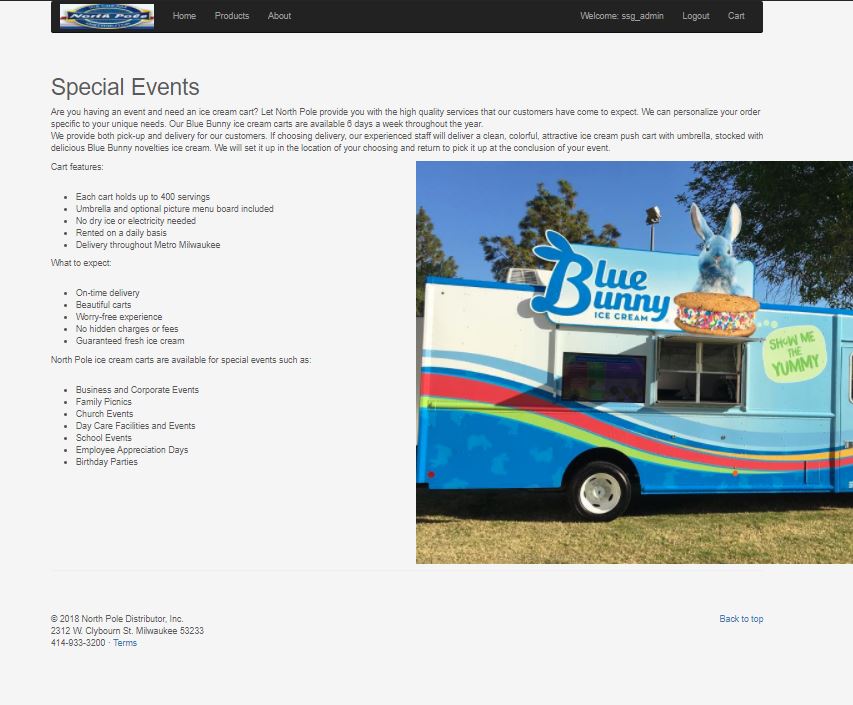 North Pole
Home Products About Welcome: ssg_admin Logout Cart
Special Events
Are you having an event and need an ice cream cart? Let North Pole provide you with the high quality services that our customers have come to expect. We can personalize your order
specific to your unique needs. Our Blue Bunny ice cream carts are available 6 days a week throughout the year.
We provide both pick-up and delivery for our customers. If choosing delivery, our experienced staff will deliver a clean, colorful, attractive ice cream push cart with umbrella, stocked with
delicious Blue Bunny novelties ice cream. We will set it up in the location of your choosing and return to pick it up at the conclusion of your event.
Cart features:
Each cart holds up to 400 servings
Umbrella and optional picture menu board included
No dry ice or electricity needed
Rented on a daily basis
Delivery throughout Metro Milwaukee
What to expect:
On-time delivery
Beautiful carts
Worry-free experience
No hidden charges or fees
Guaranteed fresh ice cream
North Pole ice cream carts are available for special events such as:
Business and Corporate Events
Family Picnics
Church Events
Day Care Facilities and Events
School Events
Employee Appreciation Days
Birthday Parties
Blue
Bunny
ICE CREAM
SHOW ME
THE
YUMMY
© 2018 North Pole Distributor, Inc. Back to top
2312 W. Clybourn St. Milwaukee 53233
414-933-3200 · Terms